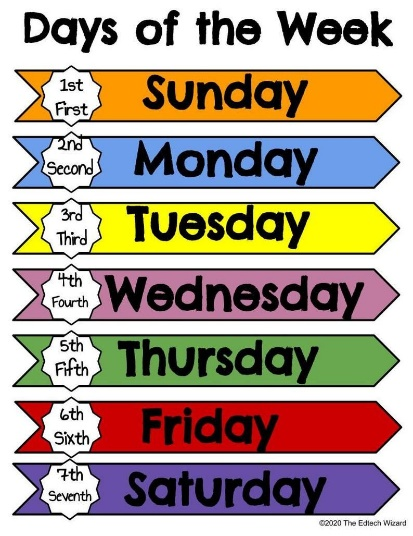 Days of the Week
1st
First
Sunday
2nd
Second
Monday
3rd
Third
Tuesday
4th
Fourth
Wednesday
5th
Fifth
Thursday
6th
Sixth
Friday
7th
Seventh
Saturday
©2020 The Edtech Wizard